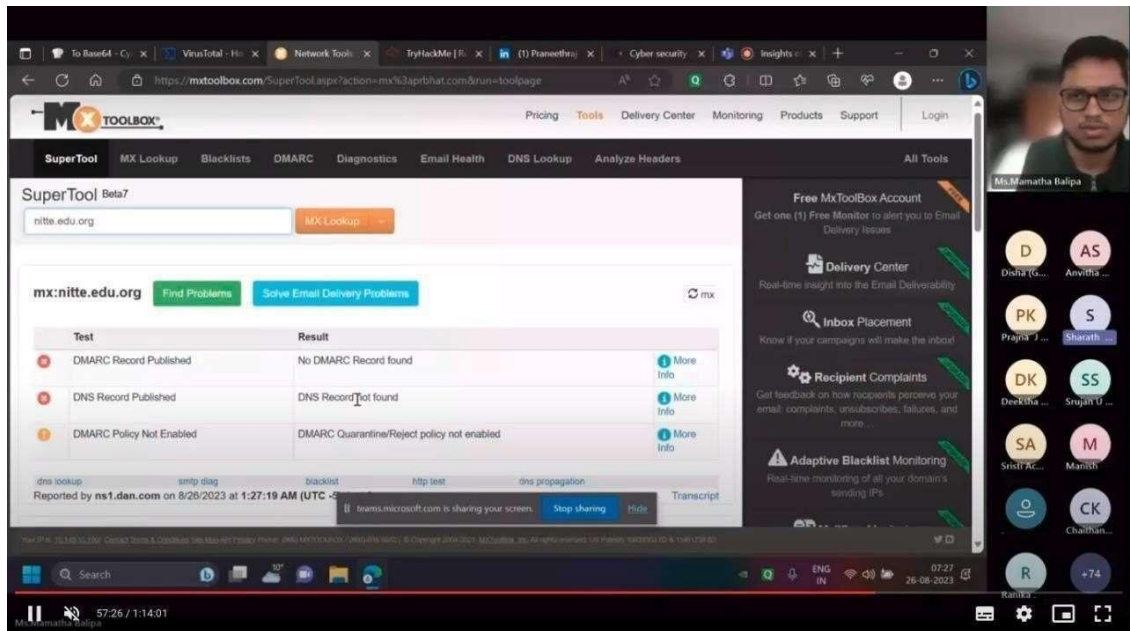 To Base64 - Cy
VirusTotal - Ho
Network Tools
TryHackMe | R
(1) Praneethraj
Cyber security
Insights
https://mxtoolbox.com/SuperTool.aspx?action=mx%3aprbhat.com&run=toolpage
MX TOOLBOX®
Pricing Tools Delivery Center Monitoring Products Support Login
SuperTool MX Lookup Blacklists DMARC Diagnostics Email Health DNS Lookup Analyze Headers All Tools
SuperTool Beta7
nitte.edu.org MX Lookup
mx:nitte.edu.org Find Problems Solve Email Delivery Problems mx
Test Result
DMARC Record Published No DMARC Record found More Info
DNS Record Published DNS Record not found More Info
DMARC Policy Not Enabled DMARC Quarantine/Reject policy not enabled More Info
dns lookup smtp diag blacklist http test dns propagation
Reported by ns1.dan.com on 8/26/2023 at 1:27:19 AM (UTC Transcript
teams.microsoft.com is sharing your screen. Stop sharing Hide
Free MxToolBox Account
Get one (1) Free Monitor to alert you to Email
Delivery Issues
Delivery Center
Real-time insight into the Email Deliverability
Inbox Placement
Know if your campaigns will make the inbox!
Recipient Complaints
Get feedback on how recipients perceive your
email: complaints, unsubscribes, failures, and
more...
Adaptive Blacklist Monitoring
Real-time monitoring of all your domain's
sending IPs
Search
10°
ENG
IN
07:27
26-08-2023
Ms.Mamatha Balipa
D
Disha (G...
AS
Anvitha ...
PK
Prajna J ...
S
Sharath ...
DK
Deeksha ...
SS
Srujan U ...
SA
Sristi Ac...
M
Manish
CK
Chaithan...
R
Ranika
+74
57:26 / 1:14:01
Ms.Mamatha Balipa